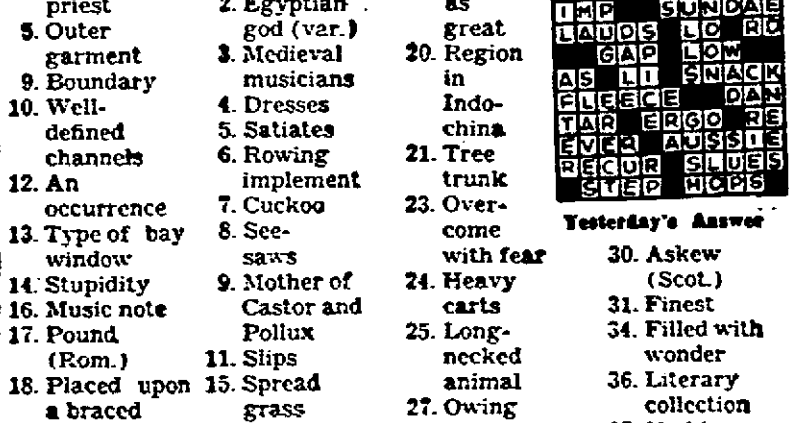 priest
5. Outer
garment
9. Boundary
10. Well-
defined
channels
12. An
occurrence
13. Type of bay
window
14. Stupidity
16. Music note
17. Pound
(Rom.)
18. Placed upon
a braced
2. Egyptian
god (var.)
3. Medieval
musicians
4. Dresses
5. Satiates
6. Rowing
implement
7. Cuckoo
8. See-
saws
9. Mother of
Castor and
Pollux
11. Slips
15. Spread
grass
as
great
20. Region
in
Indo-
china
21. Tree
trunk
23. Over-
come
with fear
24. Heavy
carts
25. Long-
necked
animal
27. Owing
IMP SUNDAE
LAUDS LO RO
GAP LOW
AS LI SNACK
FLEECE DAN
TAR ERGO RE
EVER AUSSIE
RECUR SLUES
STEP HOPS
Yesterday's Answer
30. Askew
(Scot.)
31. Finest
34. Filled with
wonder
36. Literary
collection